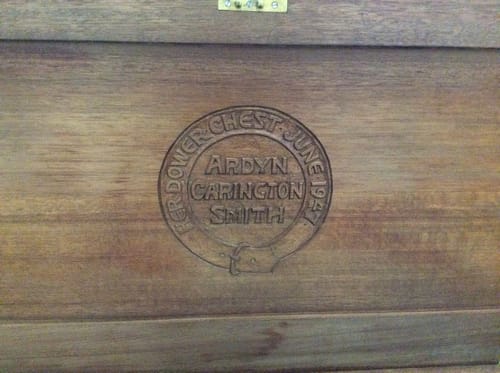 HER·DOWER·CHEST·JUNE 1947.
ARDYN
CARINGTON
SMITH